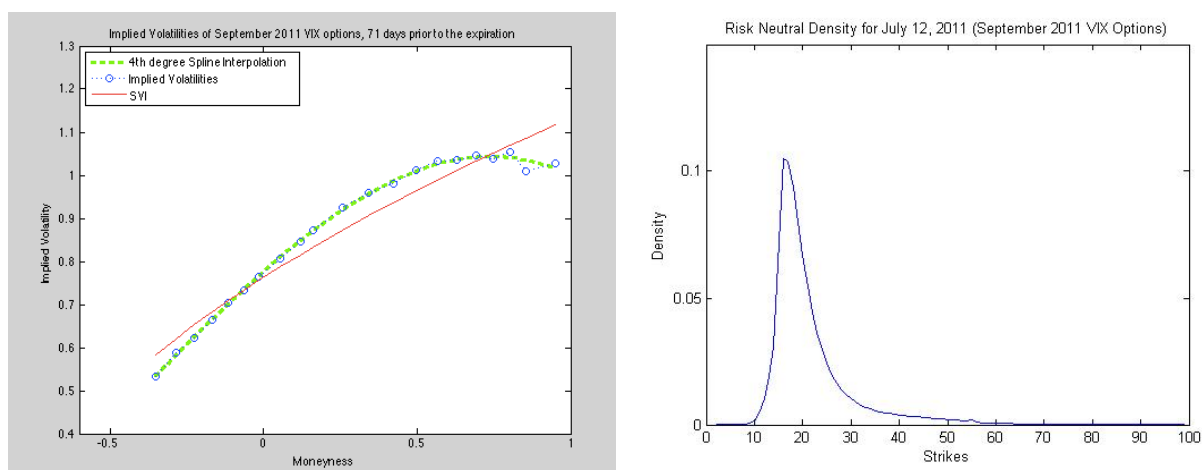 Implied Volatilities of September 2011 VIX options, 71 days prior to the expiration
1.3
1.2
1.1
1
0.9
0.8
0.7
0.6
0.5
0.4
Implied Volatility
4th degree Spline Interpolation
Implied Volatilities
SVI
-0.5
0
0.5
1
Moneyness
Risk Neutral Density for July 12, 2011 (September 2011 VIX Options)
0.1
0.05
0
Density
0 10 20 30 40 50 60 70 80 90 100
Strikes